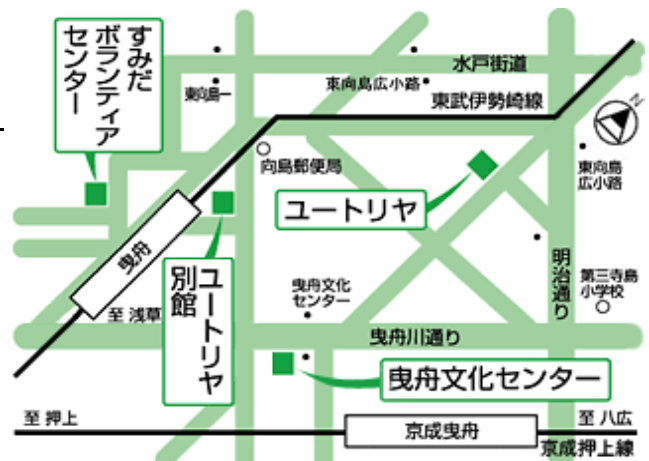 すみだ
ボランティア
センター
水戸街道
東向島一
東向島広小路
東武伊勢崎線
N
向島郵便局
東向島
広小路
ユートリヤ
曳舟
ユートリヤ
別館
至 浅草
曳舟文化
センター
明治通り
第三寺島
小学校
曳舟川通り
曳舟文化センター
至 押上
京成曳舟
至 八広
京成押上線